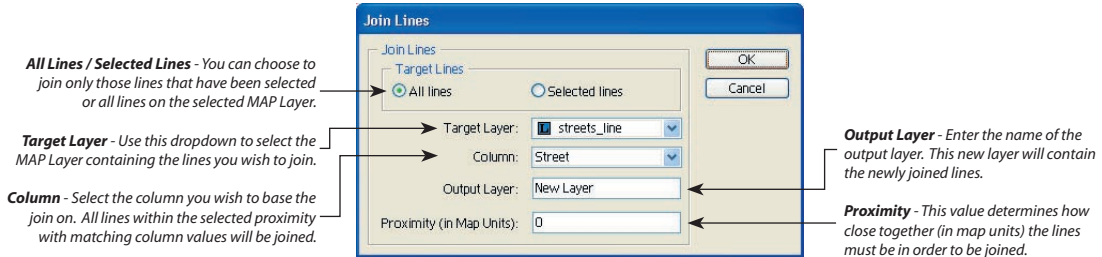 Join Lines
Join Lines
Target Lines
All lines
Selected lines
OK
Cancel
Target Layer:
L streets_line
Column:
Street
Output Layer:
New Layer
Proximity (in Map Units):
0
All Lines / Selected Lines - You can choose to
join only those lines that have been selected
or all lines on the selected MAP Layer.
Target Layer - Use this dropdown to select the
MAP Layer containing the lines you wish to join.
Column - Select the column you wish to base the
join on. All lines within the selected proximity
with matching column values will be joined.
Output Layer - Enter the name of the
output layer. This new layer will contain
the newly joined lines.
Proximity - This value determines how
close together (in map units) the lines
must be in order to be joined.